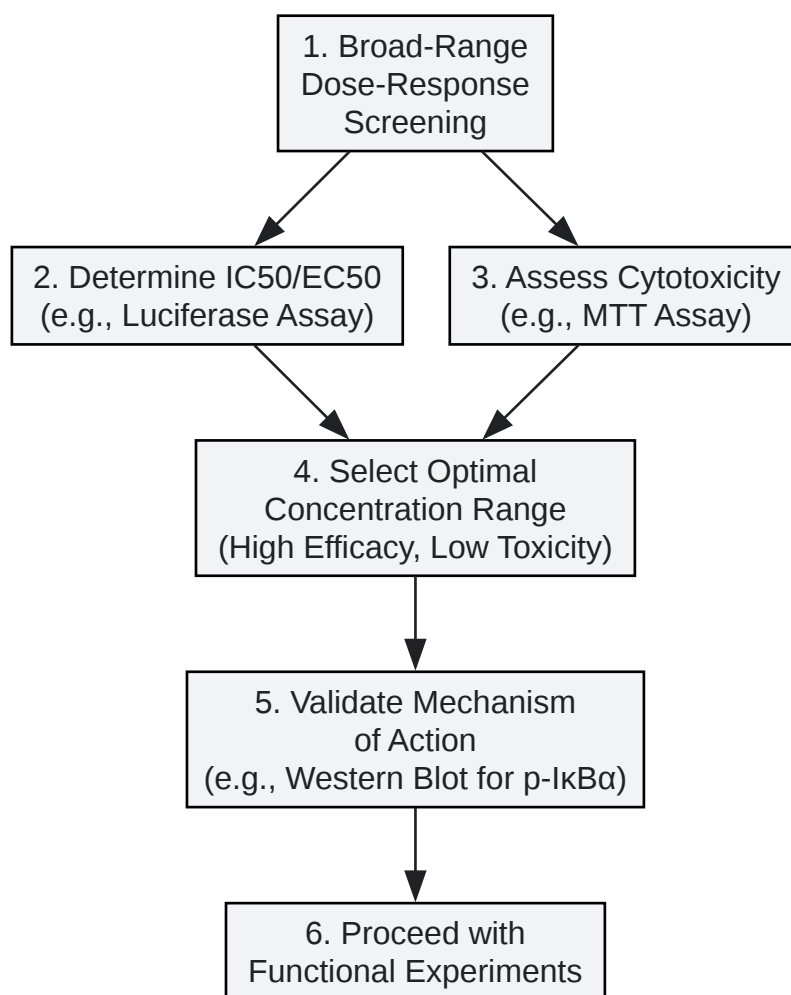 1. Broad-Range
Dose-Response
Screening
2. Determine IC50/EC50
(e.g., Luciferase Assay)
3. Assess Cytotoxicity
(e.g., MTT Assay)
4. Select Optimal
Concentration Range
(High Efficacy, Low Toxicity)
5. Validate Mechanism
of Action
(e.g., Western Blot for p-IκBα)
6. Proceed with
Functional Experiments